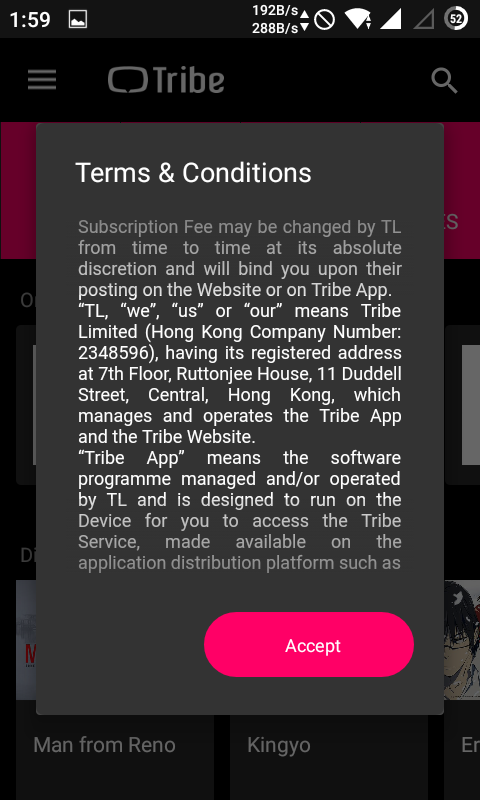 1:59
192B/s
288B/s
52
Tribe
ES
Terms & Conditions
Subscription Fee may be changed by TL
from time to time at its absolute
discretion and will bind you upon their
posting on the Website or on Tribe App.
“TL, “we”, “us” or “our” means Tribe
Limited (Hong Kong Company Number:
2348596), having its registered address
at 7th Floor, Ruttonjee House, 11 Duddell
Street, Central, Hong Kong, which
manages and operates the Tribe App
and the Tribe Website.
“Tribe App” means the software
programme managed and/or operated
by TL and is designed to run on the
Device for you to access the Tribe
Service, made available on the
application distribution platform such as
Accept
Man from Reno
Kingyo